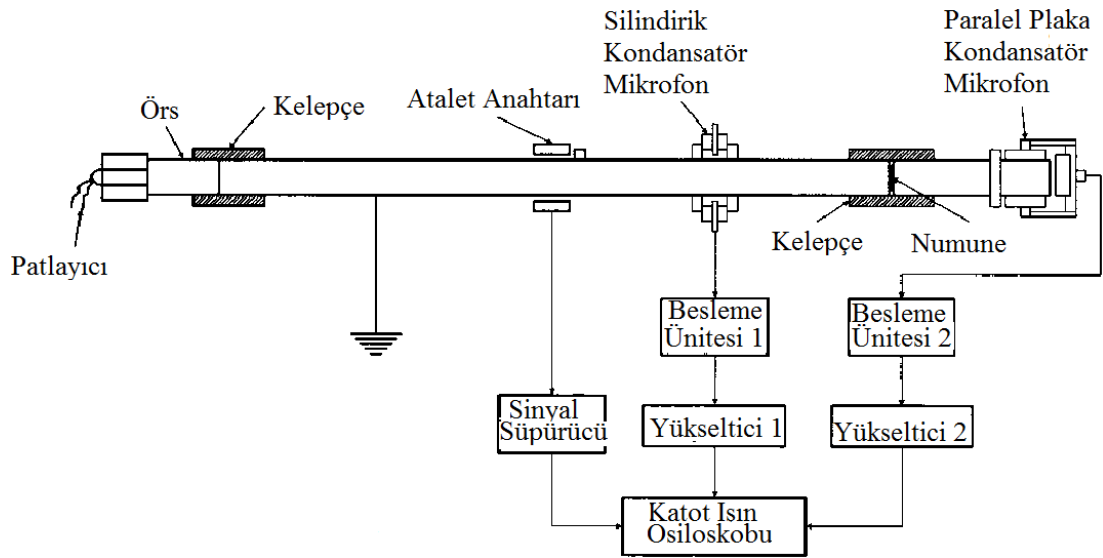 Silindirik
Kondansatör
Mikrofon
Paralel Plaka
Kondansatör
Mikrofon
Örs
Kelepçe
Atalet Anahtarı
Patlayıcı
Kelepçe
Numune
Besleme
Ünitesi 1
Besleme
Ünitesi 2
Sinyal
Süpürücü
Yükseltici 1
Yükseltici 2
Katot Isın
Osiloskobu